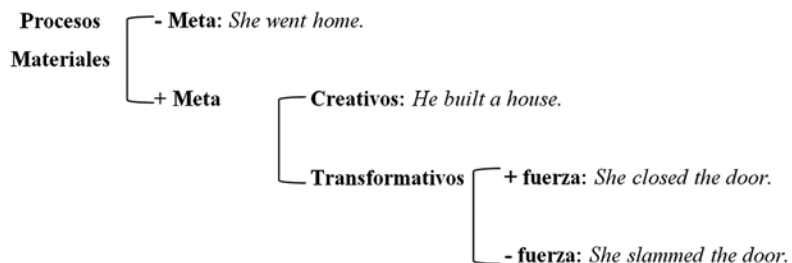 Procesos
Materiales
- Meta: She went home.
+ Meta
Creativos: He built a house.
Transformativos
+ fuerza: She closed the door.
- fuerza: She slammed the door.